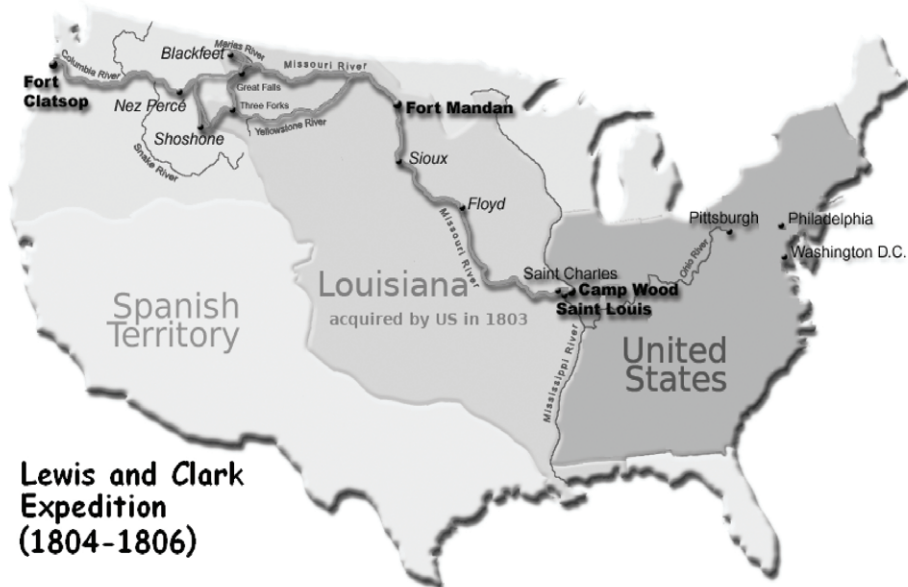 Blackfeet
Marias River
Missouri River
Columbia River
Fort
Clatsop
Great Falls
Nez Percé
Three Forks
Fort Mandan
Yellowstone River
Shoshone
Snake River
Sioux
Floyd
Missouri River
Pittsburgh
Philadelphia
Washington D.C.
Ohio River
Saint Charles
Camp Wood
Saint Louis
Louisiana
acquired by US in 1803
Spanish
Territory
Mississippi River
United
States
Lewis and Clark
Expedition
(1804-1806)